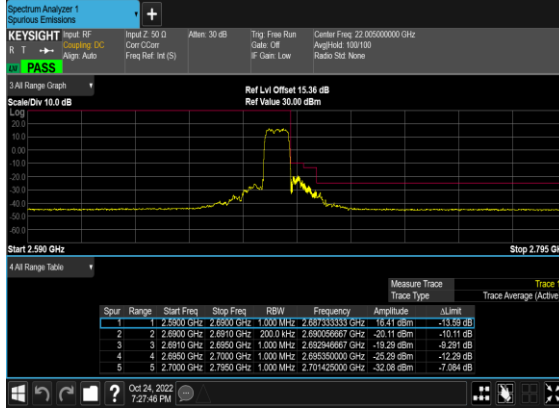 Spectrum Analyzer 1
Spurious Emissions
KEYSIGHT Input: RF Input Z: 50 Ω Atten: 30 dB Trig: Free Run Center Freq: 22.005000000 GHz
R T Coupling: DC Corr CCorr Gate: Off Avg|Hold: 100/100
Align: Auto Freq Ref: Int (S) IF Gain: Low Radio Std: None
PASS
3 All Range Graph
Ref Lvl Offset 15.36 dB
Scale/Div 10.0 dB Ref Value 30.00 dBm
Log
20.0
10.0
0.00
-10.0
-20.0
-30.0
-40.0
-50.0
-60.0
Start 2.590 GHz Stop 2.795 GH
4 All Range Table
Measure Trace Trace 1
Trace Type Trace Average (Active
Spur Range Start Freq Stop Freq RBW Frequency Amplitude ΔLimit
1 1 2.5900 GHz 2.6900 GHz 1.000 MHz 2.687333333 GHz 16.41 dBm -13.59 dB
2 2 2.6900 GHz 2.6910 GHz 200.0 kHz 2.690056667 GHz -20.11 dBm -10.11 dB
3 3 2.6910 GHz 2.6950 GHz 1.000 MHz 2.692946667 GHz -19.29 dBm -9.291 dB
4 4 2.6950 GHz 2.7000 GHz 1.000 MHz 2.695350000 GHz -25.29 dBm -12.29 dB
5 5 2.7000 GHz 2.7950 GHz 1.000 MHz 2.701425000 GHz -32.08 dBm -7.084 dB
Oct 24, 2022
7:27:46 PM